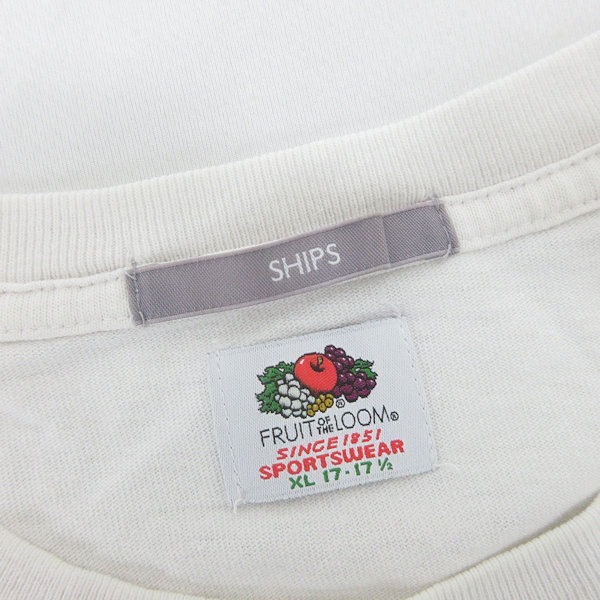 SHIPS
®
FRUIT OF THE LOOM®
SINCE 1851
SPORTSWEAR
XL 17-17 ½